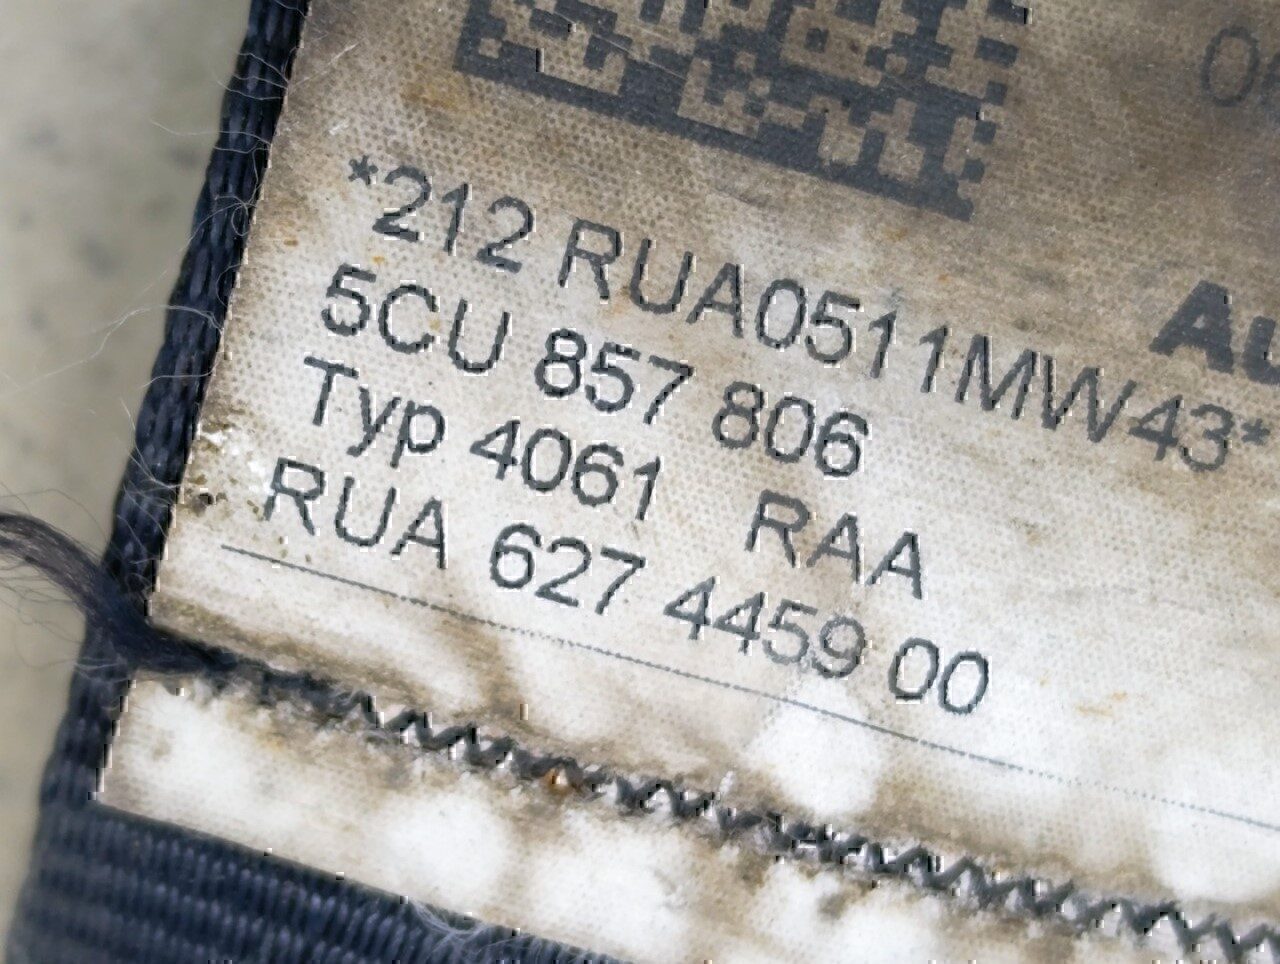 *212 RUA0511MW43*
5CU 857 806
Typ 4061 RAA
RUA 627 4459 00